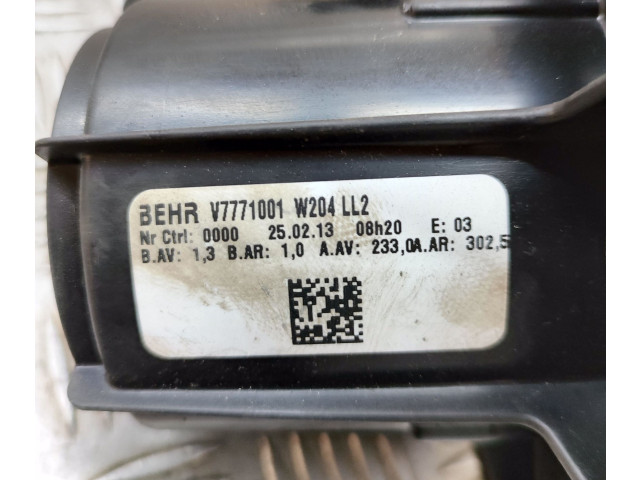 BEHR V7771001 W204 LL2
Nr Ctrl: 0000 25.02.13 08h20 E: 03
B.AV: 1,3 B.AR: 1,0 A.AV: 233,0A.AR: 302,5